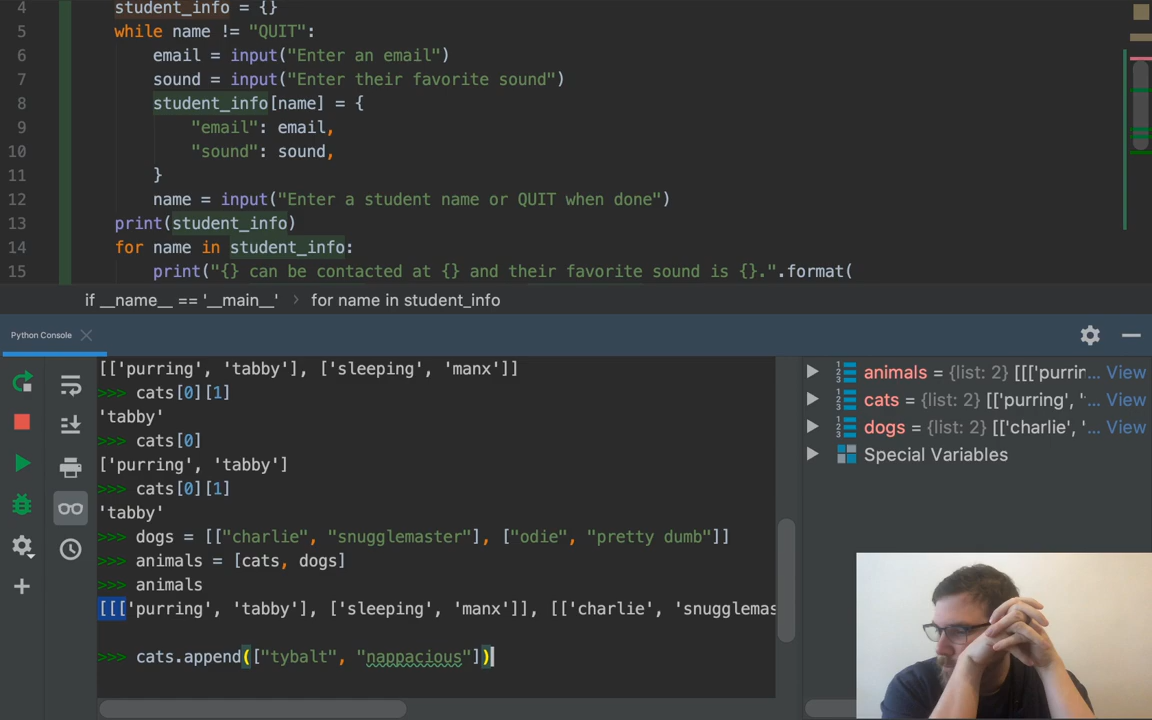 4 student_info = {}
5 while name != "QUIT":
6 email = input("Enter an email")
7 sound = input("Enter their favorite sound")
8 student_info[name] = {
9 "email": email,
10 "sound": sound,
11 }
12 name = input("Enter a student name or QUIT when done")
13 print(student_info)
14 for name in student_info:
15 print("{} can be contacted at {} and their favorite sound is {}.".format(
if __name__ == '__main__' › for name in student_info
Python Console
[['purring', 'tabby'], ['sleeping', 'manx']]
>>> cats[0][1]
'tabby'
>>> cats[0]
['purring', 'tabby']
>>> cats[0][1]
'tabby'
>>> dogs = [["charlie", "snugglemaster"], ["odie", "pretty dumb"]]
>>> animals = [cats, dogs]
>>> animals
[[['purring', 'tabby'], ['sleeping', 'manx']], [['charlie', 'snugglemas
>>> cats.append(["tybalt", "nappacious"])
animals = {list: 2} [[['purrir... View
cats = {list: 2} [['purring', '... View
dogs = {list: 2} [['charlie', '... View
Special Variables